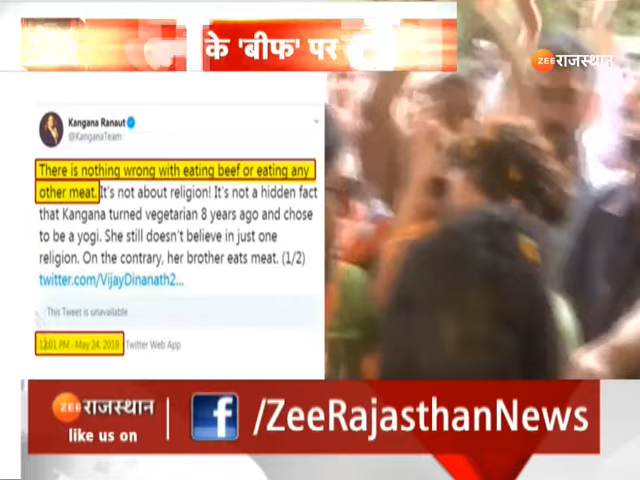 के 'बीफ' पर
ZEE राजस्थान
Kangana Ranaut
@KanganaTeam
There is nothing wrong with eating beef or eating any
other meat. It's not about religion! It's not a hidden fact
that Kangana turned vegetarian 8 years ago and chose
to be a yogi. She still doesn't believe in just one
religion. On the contrary, her brother eats meat. (1/2)
twitter.com/VijayDinanath2...
This Tweet is unavailable
12:01 PM - May 24, 2019 Twitter Web App
ZEE राजस्थान
like us on
f /ZeeRajasthanNews